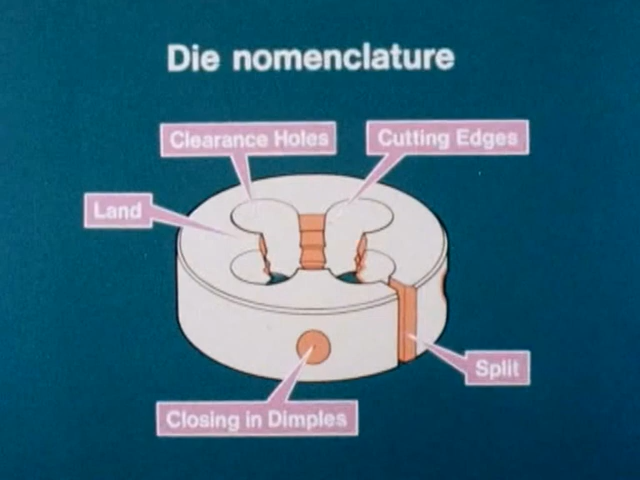 Die nomenclature
Clearance Holes
Cutting Edges
Land
Split
Closing in Dimples